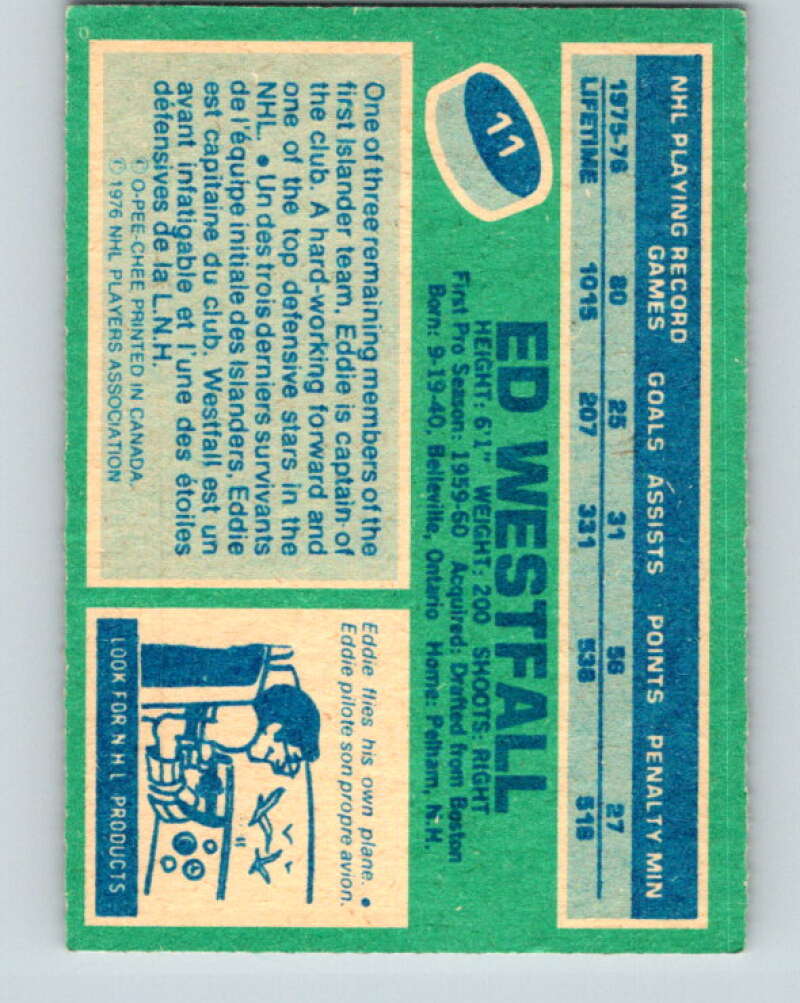 NHL PLAYING RECORD
GAMES GOALS ASSISTS POINTS PENALTY MIN
1975-76 80 25 31 56 27
LIFETIME 1015 207 331 538 518
11
ED WESTFALL
HEIGHT: 6'1" WEIGHT: 200 SHOOTS: RIGHT
First Pro Season: 1959-60 Acquired: Drafted from Boston
Born: 9-19-40, Belleville, Ontario Home: Pelham, N.H.
One of three remaining members of the
first Islander team, Eddie is captain of
the club. A hard-working forward and
one of the top defensive stars in the
NHL. • Un des trois derniers survivants
de l'équipe initiale des Islanders, Eddie
est capitaine du club. Westfall est un
avant infatigable et l'une des étoiles
défensives de la L.N.H.
© O-PEE-CHEE PRINTED IN CANADA
© 1976 NHL PLAYERS ASSOCIATION
Eddie flies his own plane. •
Eddie pilote son propre avion.
LOOK FOR NHL PRODUCTS